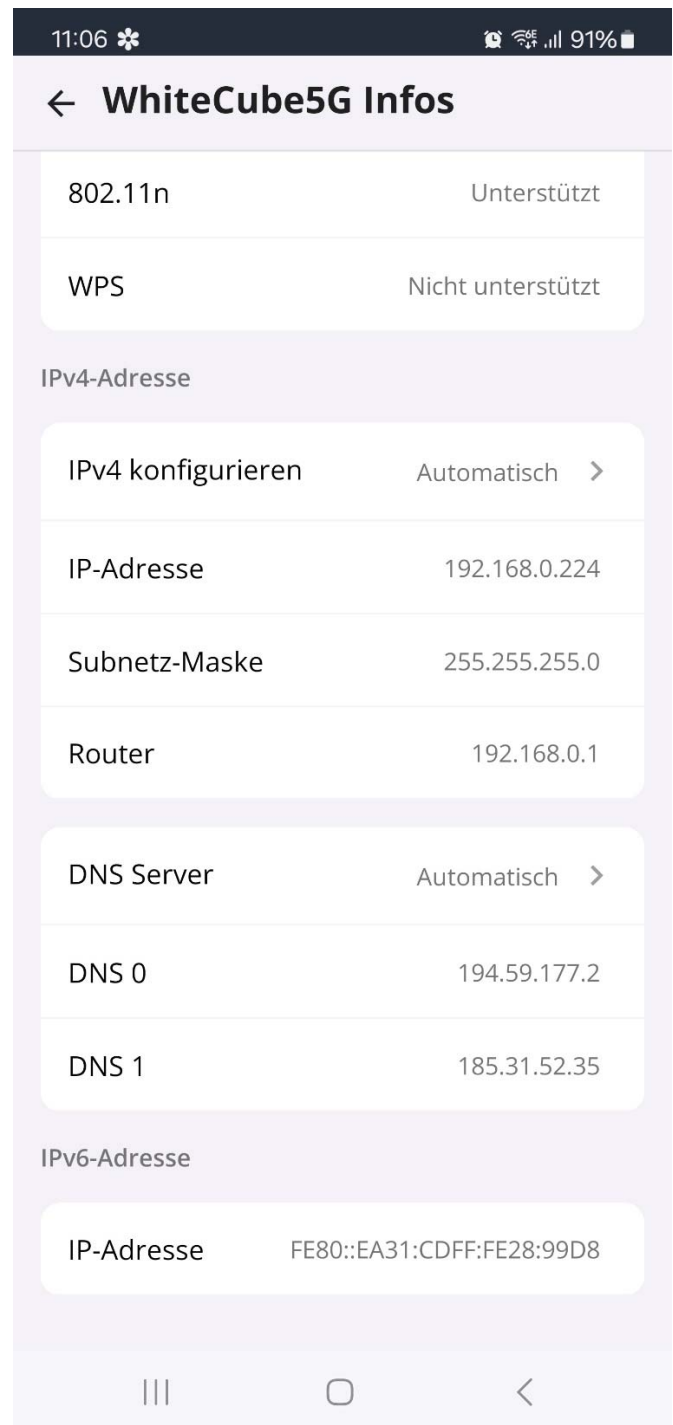 11:06
91%
WhiteCube5G Infos
802.11n Unterstützt
WPS Nicht unterstützt
IPv4-Adresse
IPv4 konfigurieren Automatisch
IP-Adresse 192.168.0.224
Subnetz-Maske 255.255.255.0
Router 192.168.0.1
DNS Server Automatisch
DNS 0 194.59.177.2
DNS 1 185.31.52.35
IPv6-Adresse
IP-Adresse FE80::EA31:CDFF:FE28:99D8